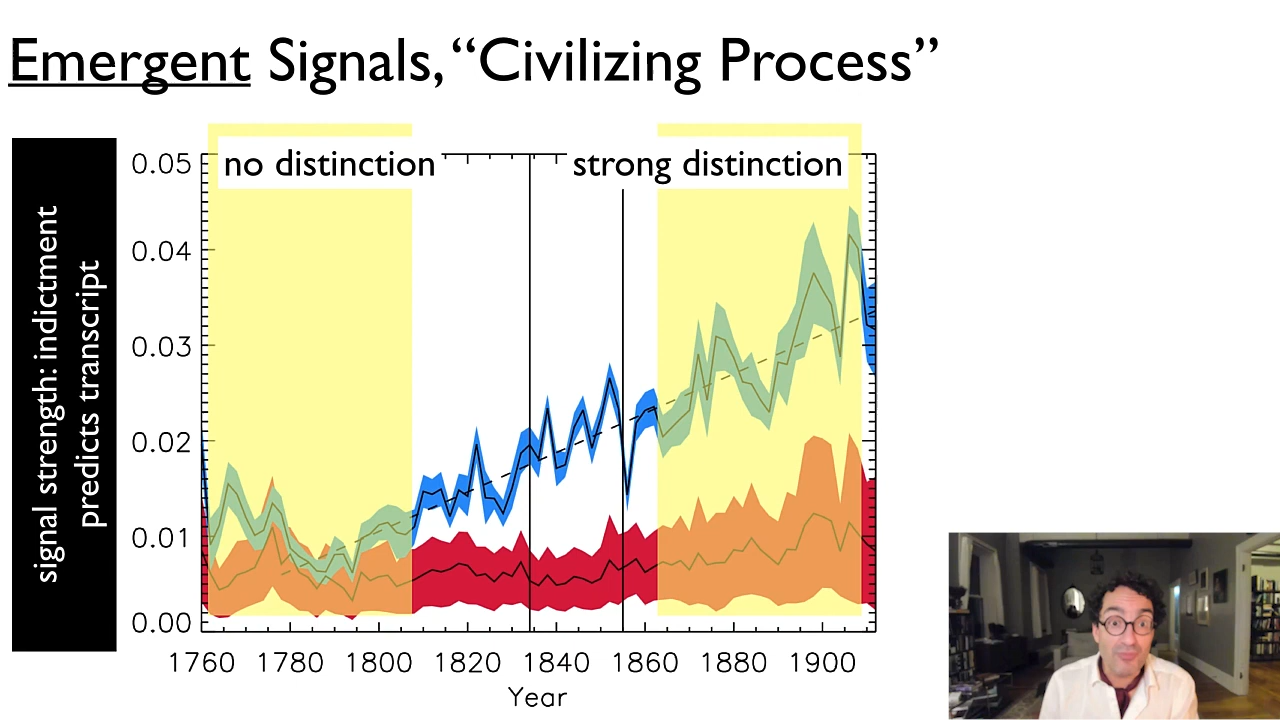 Emergent Signals, “Civilizing Process”
signal strength: indictment
predicts transcript
no distinction
strong distinction
0.05
0.04
0.03
0.02
0.01
0.00
1760 1780 1800 1820 1840 1860 1880 1900
Year